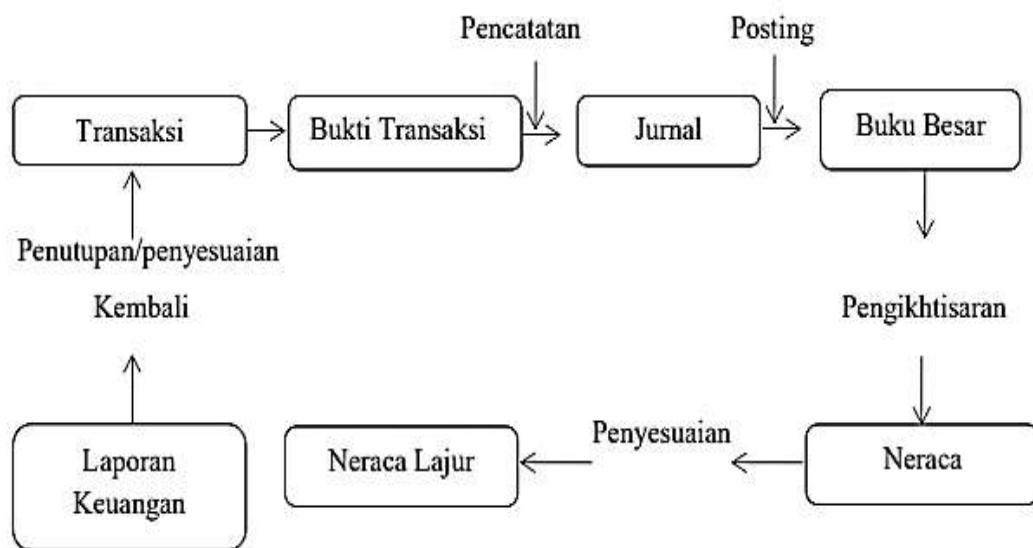 Pencatatan
Posting
Transaksi
Bukti Transaksi
Jurnal
Buku Besar
Penutupan/penyesuaian
Kembali
Pengikhtisaran
Laporan
Keuangan
Neraca Lajur
Penyesuaian
Neraca